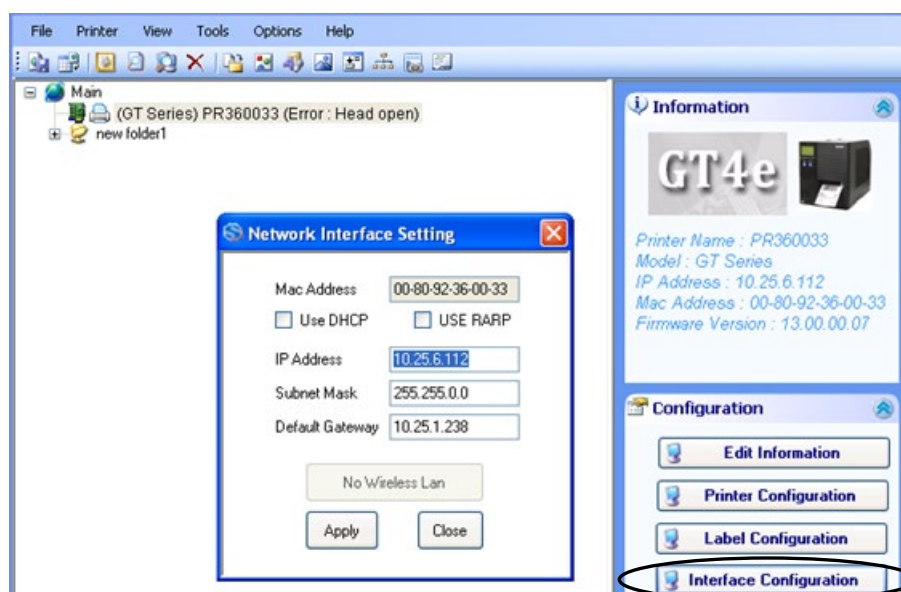 File Printer View Tools Options Help
Main
(GT Series) PR360033 (Error : Head open)
new folder1
Network Interface Setting
Mac Address 00-80-92-36-00-33
Use DHCP USE RARP
IP Address 10.25.6.112
Subnet Mask 255.255.0.0
Default Gateway 10.25.1.238
No Wireless Lan
Apply Close
Information
GT4e
Printer Name : PR360033
Model : GT Series
IP Address : 10.25.6.112
Mac Address : 00-80-92-36-00-33
Firmware Version : 13.00.00.07
Configuration
Edit Information
Printer Configuration
Label Configuration
Interface Configuration